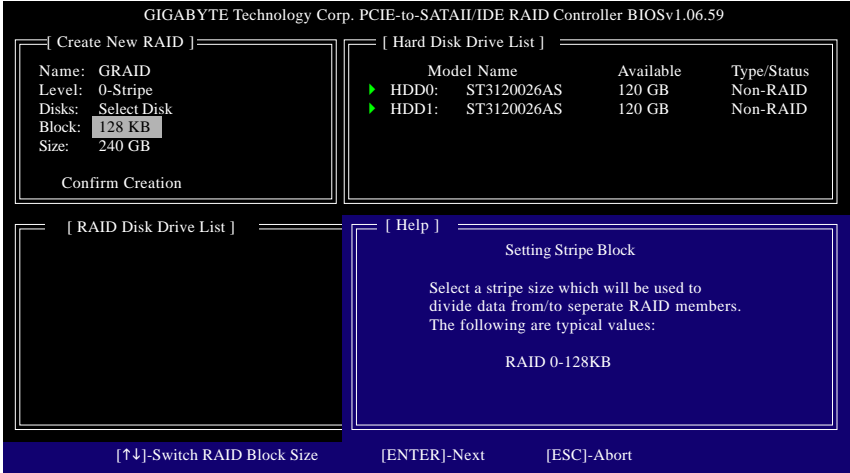 GIGABYTE Technology Corp. PCIE-to-SATAII/IDE RAID Controller BIOSv1.06.59
[ Create New RAID ]
Name: GRAID
Level: 0-Stripe
Disks: Select Disk
Block: 128 KB
Size: 240 GB
Confirm Creation
[ Hard Disk Drive List ]
Model Name Available Type/Status
HDD0: ST3120026AS 120 GB Non-RAID
HDD1: ST3120026AS 120 GB Non-RAID
[ RAID Disk Drive List ]
[ Help ]
Setting Stripe Block
Select a stripe size which will be used to
divide data from/to seperate RAID members.
The following are typical values:
RAID 0-128KB
[↑↓]-Switch RAID Block Size [ENTER]-Next [ESC]-Abort